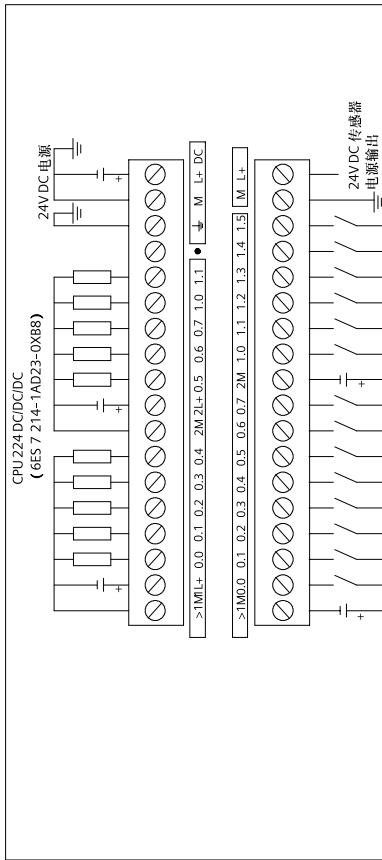 CPU 224 DC/DC/DC
(6ES 7 214-1AD23-0XB8)
24V DC 电源
>1M 1L+ 0.0 0.1 0.2 0.3 0.4 2M 2L+ 0.5 0.6 0.7 1.0 1.1 M L+ DC
>1M 0.0 0.1 0.2 0.3 0.4 0.5 0.6 0.7 2M 1.0 1.1 1.2 1.3 1.4 1.5 M L+
24V DC 传感器
电源输出